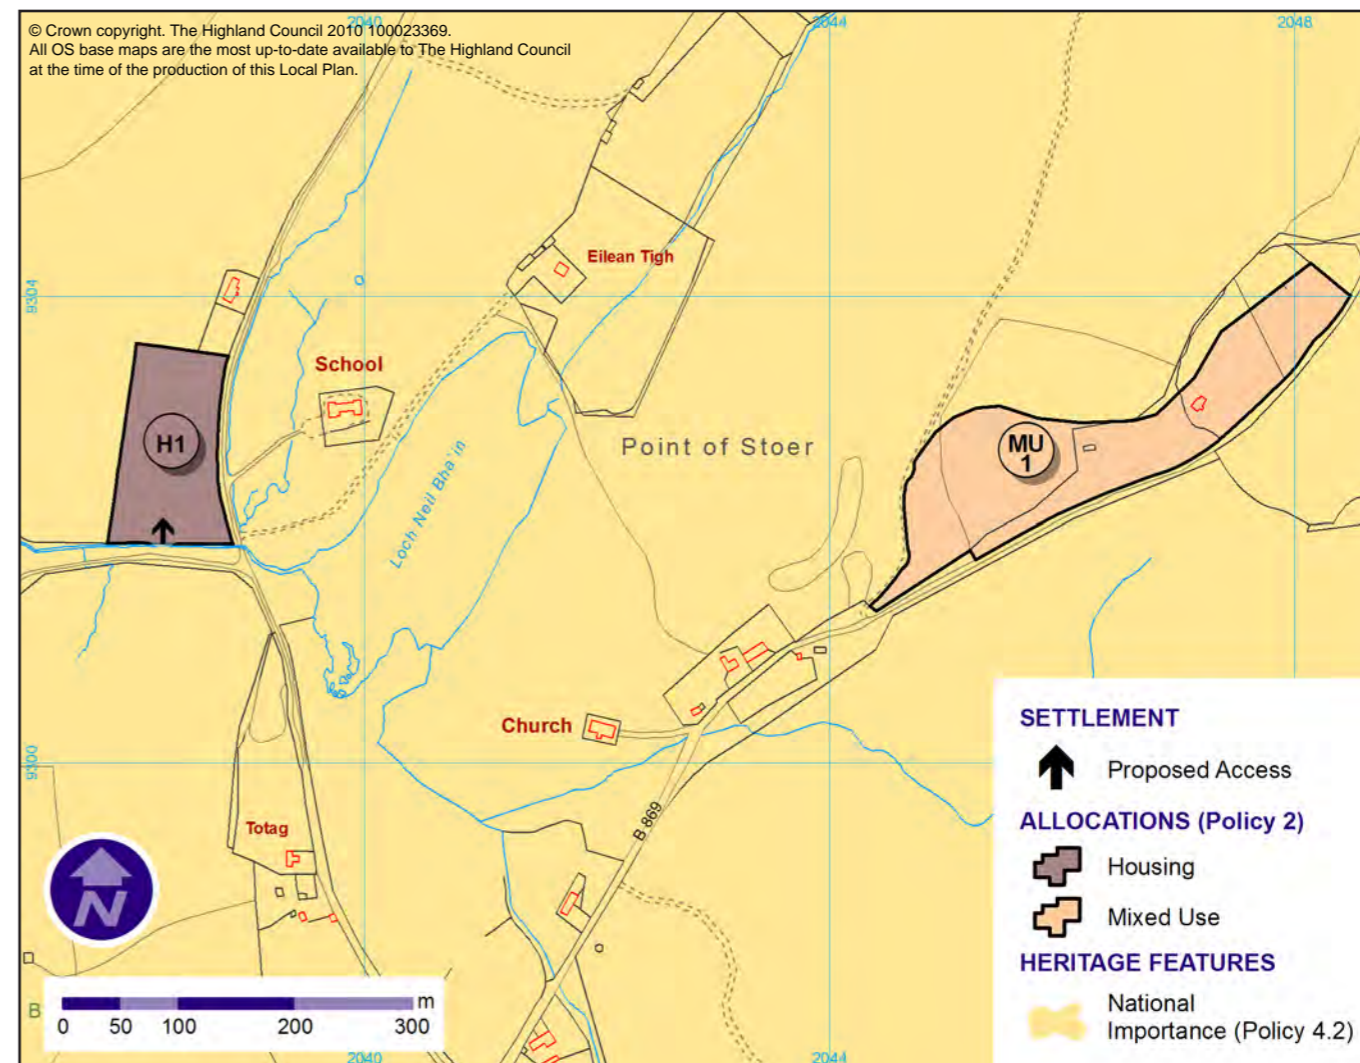 2040
2044
2048
© Crown copyright. The Highland Council 2010 100023369.
All OS base maps are the most up-to-date available to The Highland Council
at the time of the production of this Local Plan.
9304
Eilean Tigh
School
H1
Point of Stoer
MU
1
Loch Neil Bha'in
Church
9300
B 869
Totag
N
B
m
0 50 100 200 300
2040
2044
SETTLEMENT
Proposed Access
ALLOCATIONS (Policy 2)
Housing
Mixed Use
HERITAGE FEATURES
National
Importance (Policy 4.2)